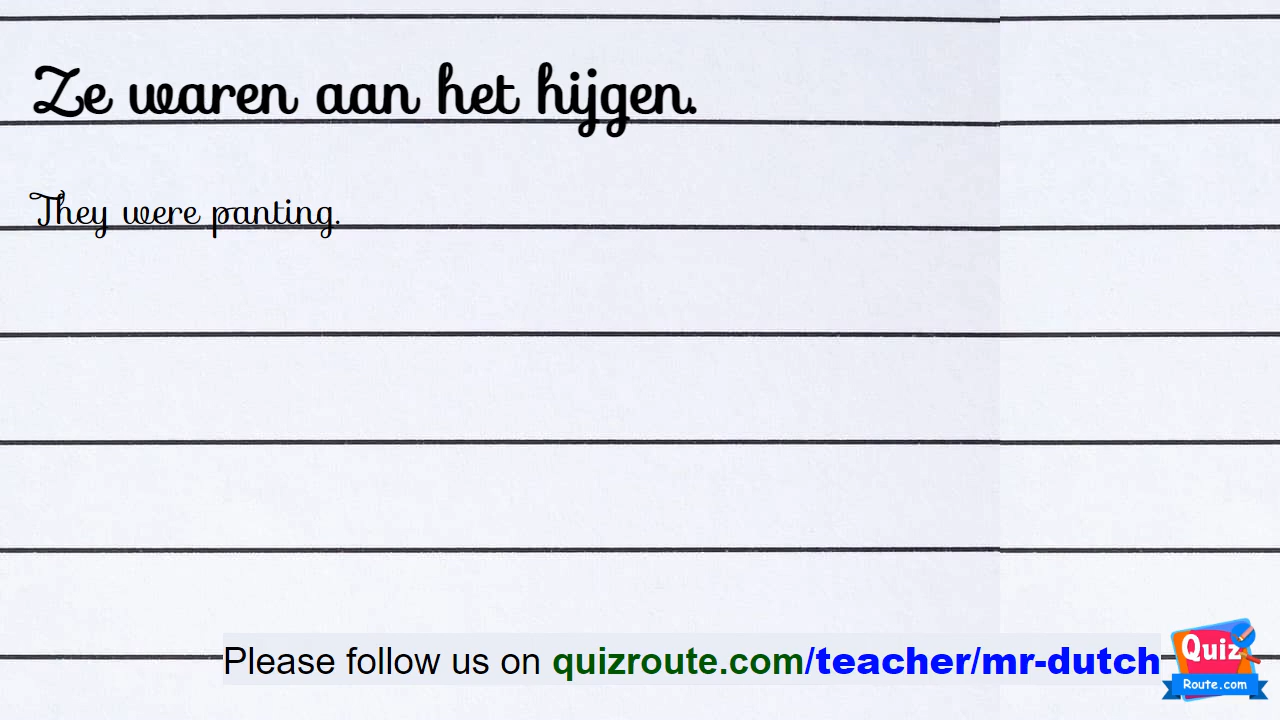 Ze waren aan het hijgen.
They were panting.
Please follow us on quizroute.com/teacher/mr-dutch
Quiz
Route.com